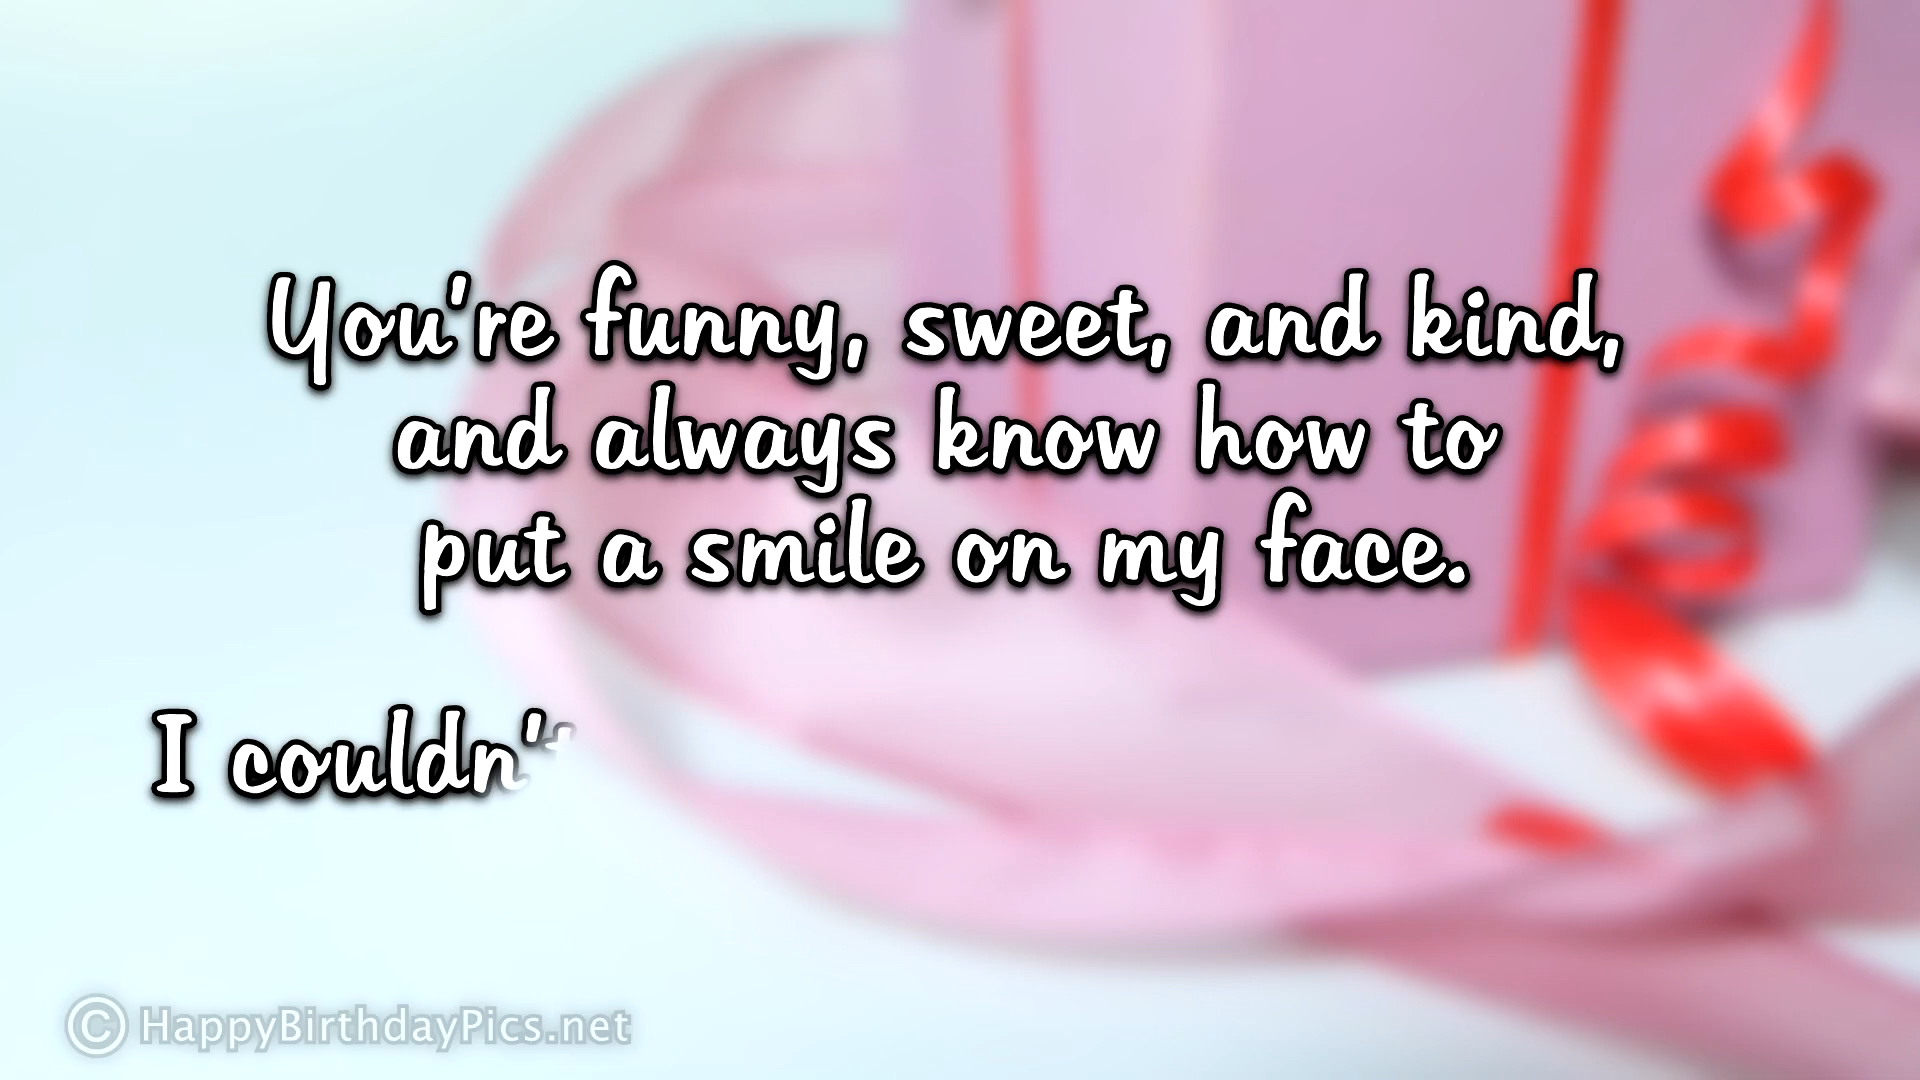 You're funny, sweet, and kind,
and always know how to
put a smile on my face.
I couldn't
© HappyBirthdayPics.net